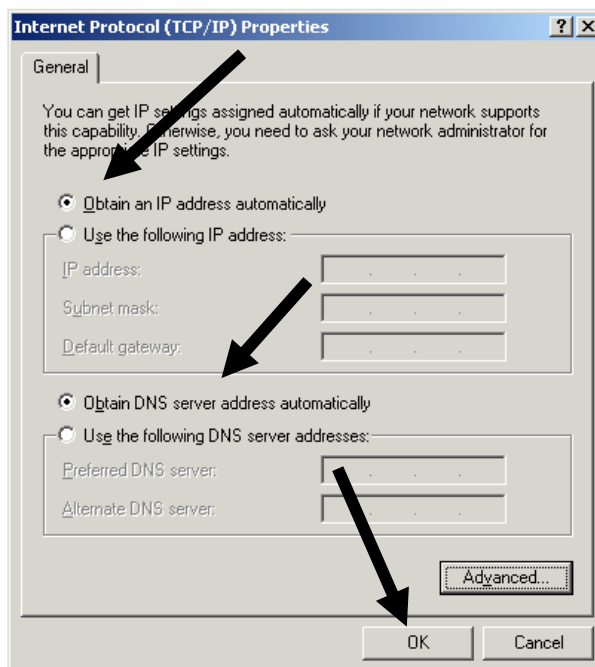 Internet Protocol (TCP/IP) Properties
General
You can get IP settings assigned automatically if your network supports
this capability. Otherwise, you need to ask your network administrator for
the appropriate IP settings.
Obtain an IP address automatically
Use the following IP address:
IP address:
Subnet mask:
Default gateway:
Obtain DNS server address automatically
Use the following DNS server addresses:
Preferred DNS server:
Alternate DNS server:
Advanced...
OK Cancel